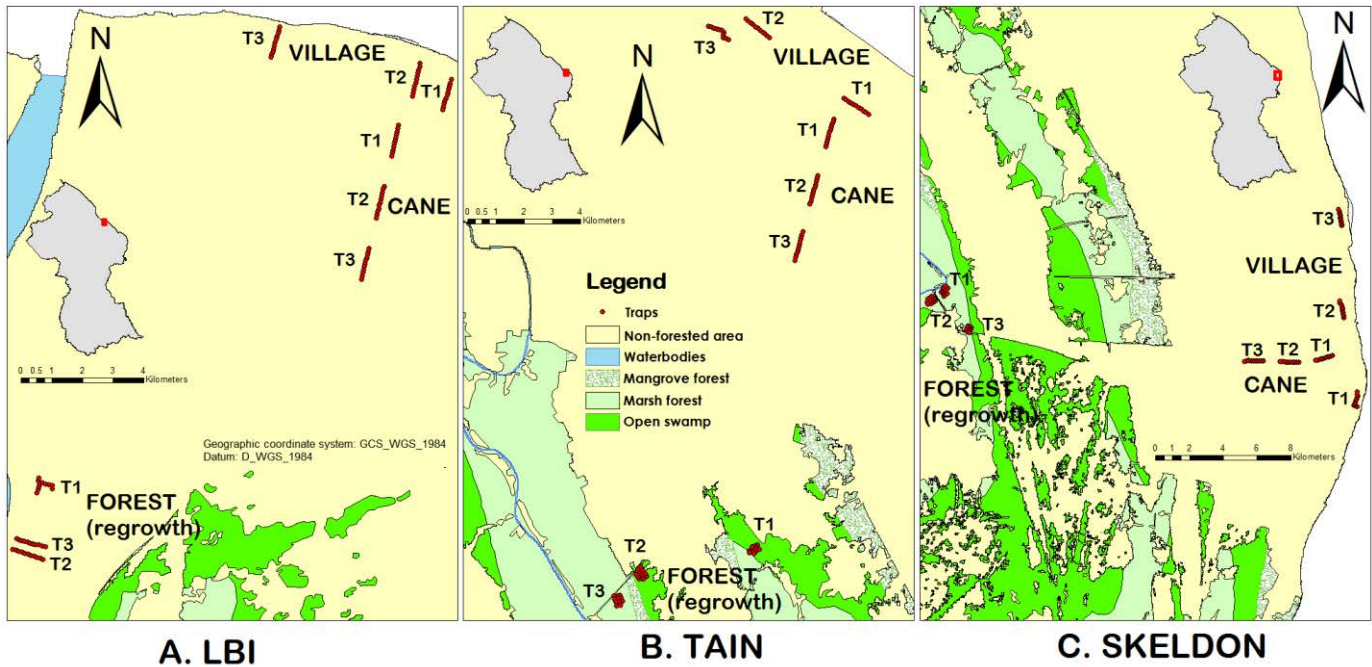 N
T3
VILLAGE
T2
T1
T1
T2
CANE
T3
0 0.5 1 2 3 4
Kilometers
Geographic coordinate system: GCS_WGS_1984
Datum: D_WGS_1984
T1
FOREST
(regrowth)
T3
T2
A. LBI
N
T3
T2
VILLAGE
T1
T1
T2
CANE
T3
0 0.5 1 2 3 4
Kilometers
Legend
Traps
Non-forested area
Waterbodies
Mangrove forest
Marsh forest
Open swamp
T1
T2
FOREST
(regrowth)
T3
B. TAIN
N
T3
VILLAGE
T2
T1
T2
T3
T3 T2 T1
CANE
T1
FOREST
(regrowth)
0 1 2 4 6 8
Kilometers
C. SKELDON